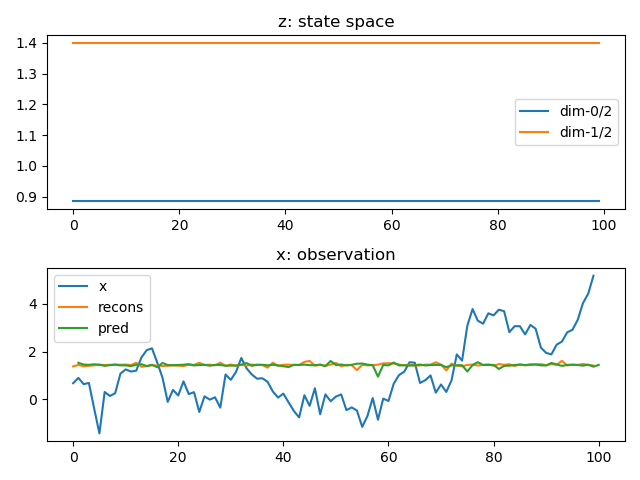 z: state space
1.4
1.3
1.2
1.1
1.0
0.9
dim-0/2
dim-1/2
0 20 40 60 80 100
x: observation
x
recons
pred
4
2
0
0 20 40 60 80 100